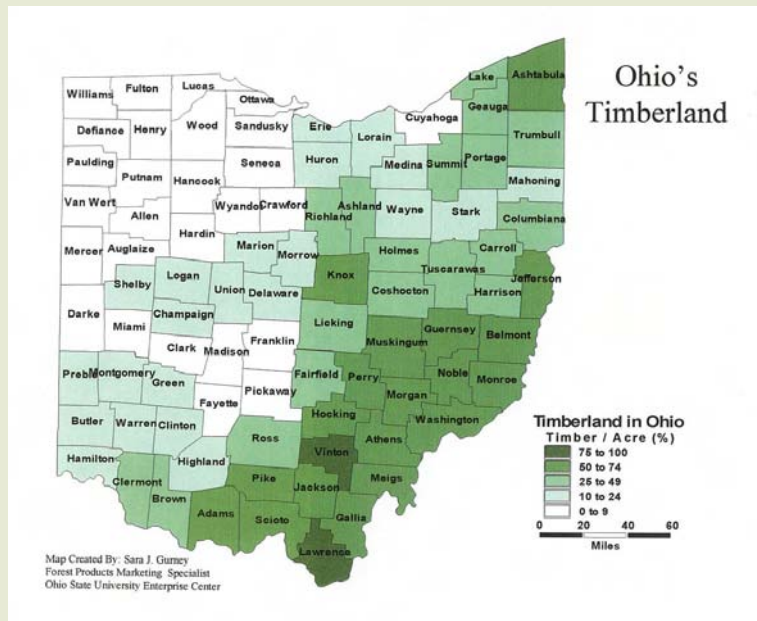 Ohio's
Timberland
Williams
Fulton
Lucas
Ottawa
Lake
Ashtabula
Geauga
Cuyahoga
Defiance
Henry
Wood
Sandusky
Erie
Lorain
Trumbull
Huron
Medina
Summit
Portage
Paulding
Seneca
Putnam
Hancock
Mahoning
Van Wert
Allen
Wyandot
Crawford
Richland
Ashland
Wayne
Stark
Columbiana
Hardin
Mercer
Auglaize
Marion
Morrow
Holmes
Carroll
Tuscarawas
Jefferson
Shelby
Logan
Union
Delaware
Knox
Coshocton
Harrison
Darke
Miami
Champaign
Licking
Clark
Madison
Franklin
Muskingum
Guernsey
Belmont
Preble
Montgomery
Green
Fairfield
Perry
Noble
Monroe
Fayette
Pickaway
Morgan
Butler
Warren
Clinton
Hocking
Washington
Ross
Athens
Hamilton
Highland
Vinton
Clermont
Pike
Meigs
Brown
Jackson
Adams
Scioto
Gallia
Lawrence
Timberland in Ohio
Timber / Acre (%)
75 to 100
50 to 74
25 to 49
10 to 24
0 to 9
0 20 40 60
Miles
Map Created By: Sara J. Gurney
Forest Products Marketing Specialist
Ohio State University Enterprise Center